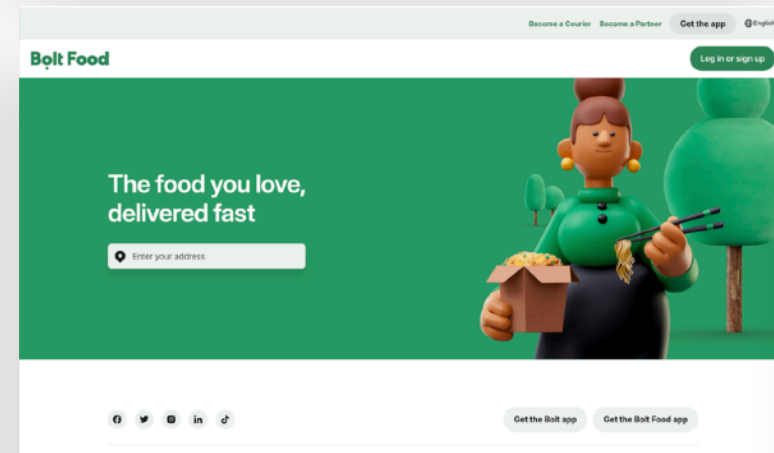 Become a Courier Become a Partner Get the app English
Bolt Food
Log in or sign up
The food you love,
delivered fast
Enter your address
Get the Bolt app Get the Bolt Food app